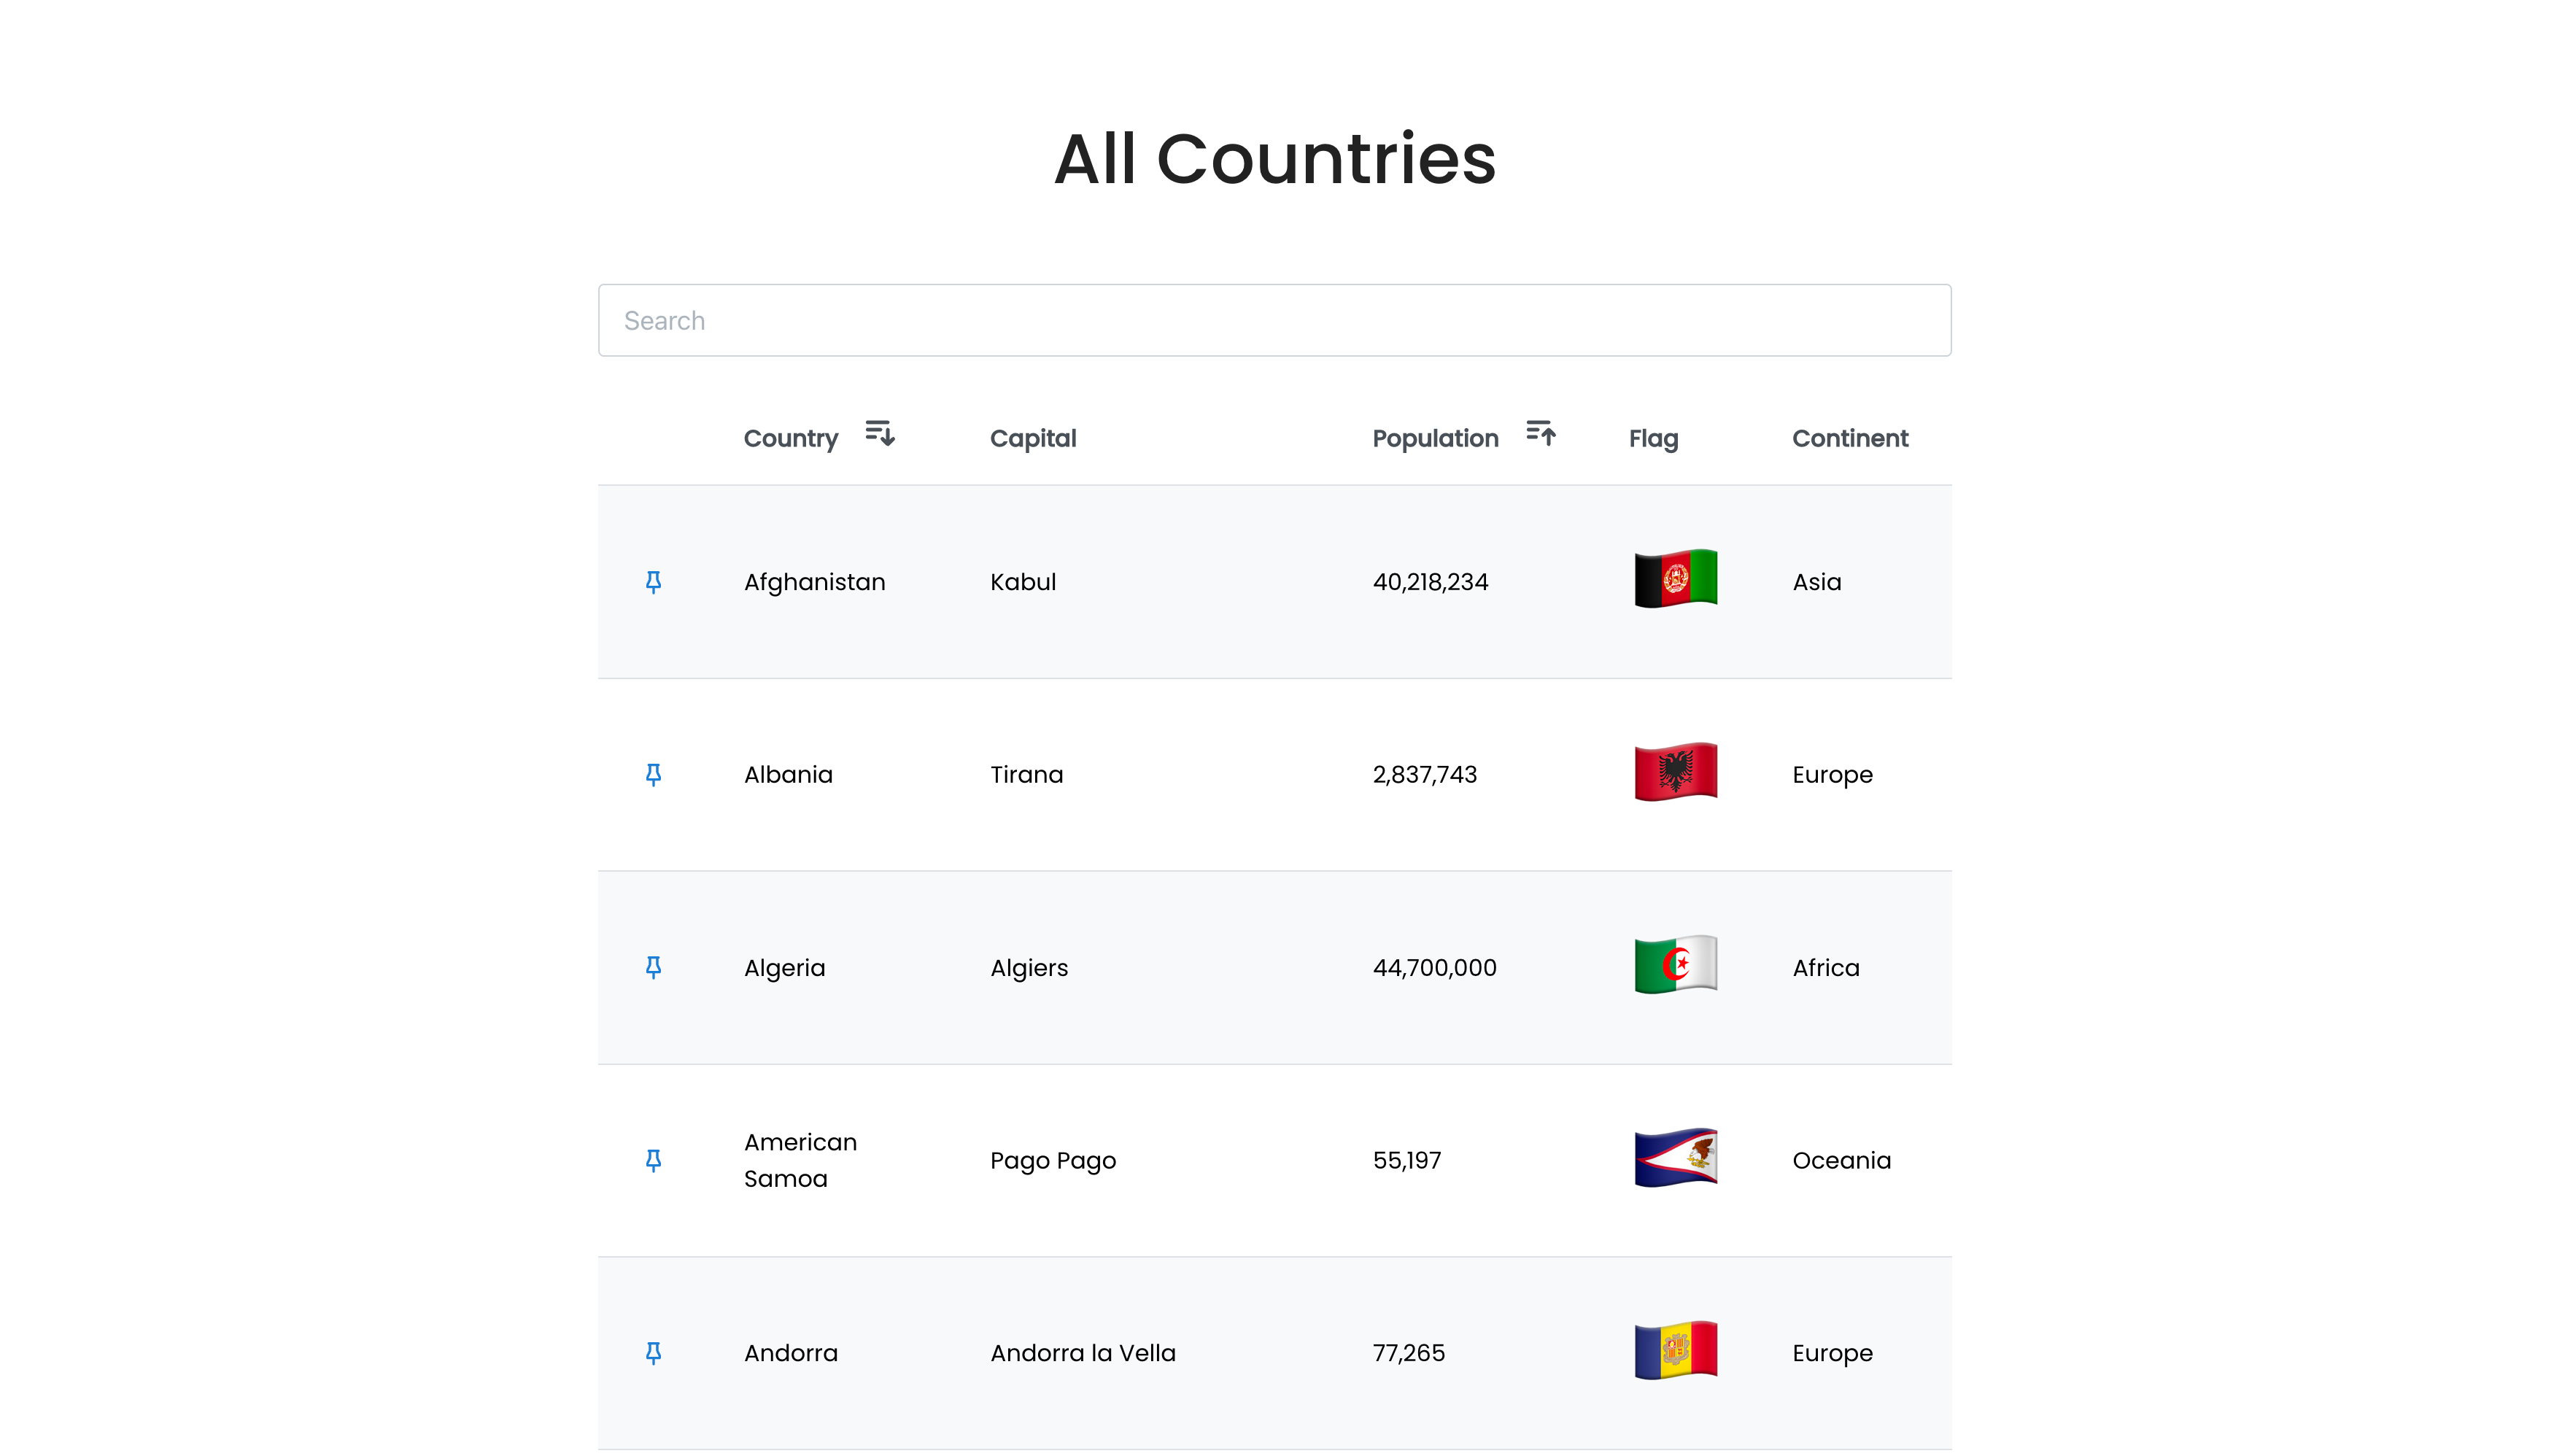 All Countries
Search
Country Capital Population Flag Continent
Afghanistan Kabul 40,218,234 Asia
Albania Tirana 2,837,743 Europe
Algeria Algiers 44,700,000 Africa
American
Samoa Pago Pago 55,197 Oceania
Andorra Andorra la Vella 77,265 Europe